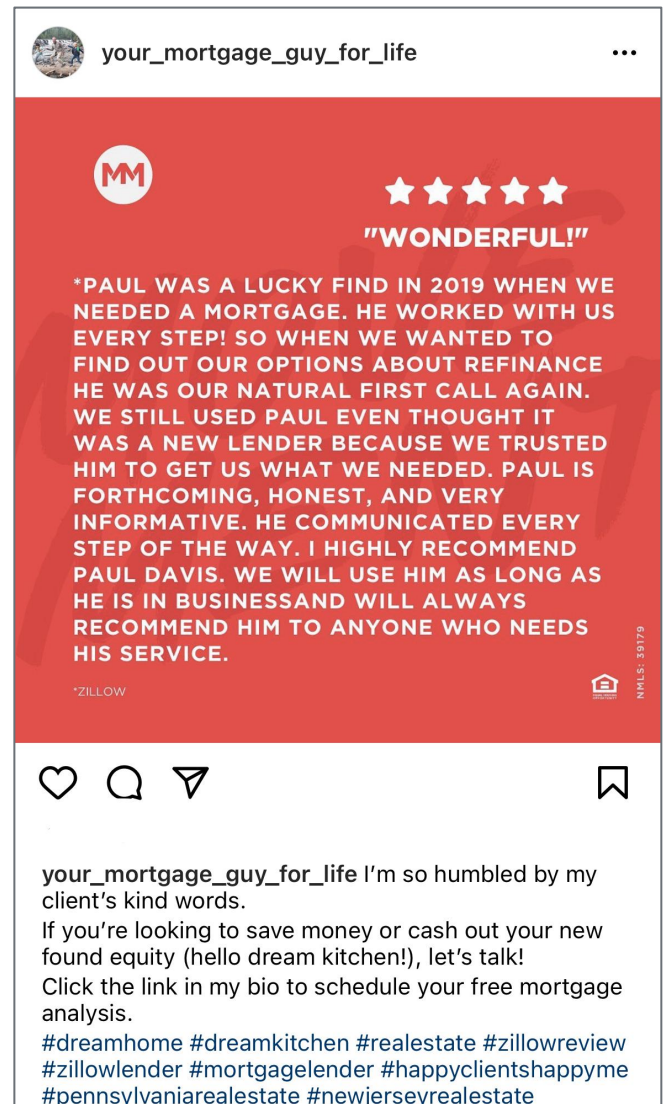 your_mortgage_guy_for_life
MM
"WONDERFUL!"
*PAUL WAS A LUCKY FIND IN 2019 WHEN WE
NEEDED A MORTGAGE. HE WORKED WITH US
EVERY STEP! SO WHEN WE WANTED TO
FIND OUT OUR OPTIONS ABOUT REFINANCE
HE WAS OUR NATURAL FIRST CALL AGAIN.
WE STILL USED PAUL EVEN THOUGHT IT
WAS A NEW LENDER BECAUSE WE TRUSTED
HIM TO GET US WHAT WE NEEDED. PAUL IS
FORTHCOMING, HONEST, AND VERY
INFORMATIVE. HE COMMUNICATED EVERY
STEP OF THE WAY. I HIGHLY RECOMMEND
PAUL DAVIS. WE WILL USE HIM AS LONG AS
HE IS IN BUSINESSAND WILL ALWAYS
RECOMMEND HIM TO ANYONE WHO NEEDS
HIS SERVICE.
*ZILLOW
NMLS: 39179
your_mortgage_guy_for_life I'm so humbled by my
client's kind words.
If you're looking to save money or cash out your new
found equity (hello dream kitchen!), let's talk!
Click the link in my bio to schedule your free mortgage
analysis.
#dreamhome #dreamkitchen #realestate #zillowreview
#zillowlender #mortgagelender #happyclientshappyme
#pennsylvaniarealestate #newjerseyrealestate